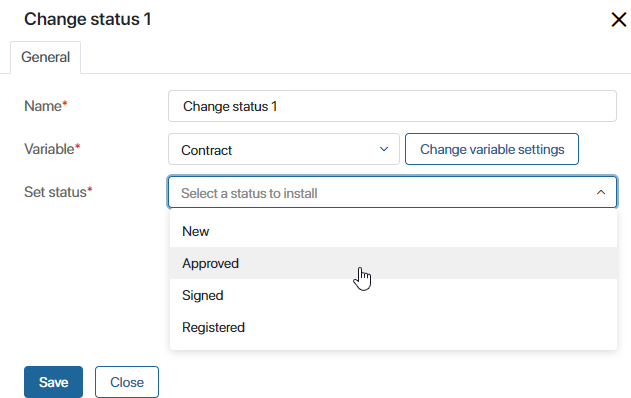 Change status 1
General
Name*
Change status 1
Variable*
Contract
Change variable settings
Set status*
Select a status to install
New
Approved
Signed
Registered
Save
Close